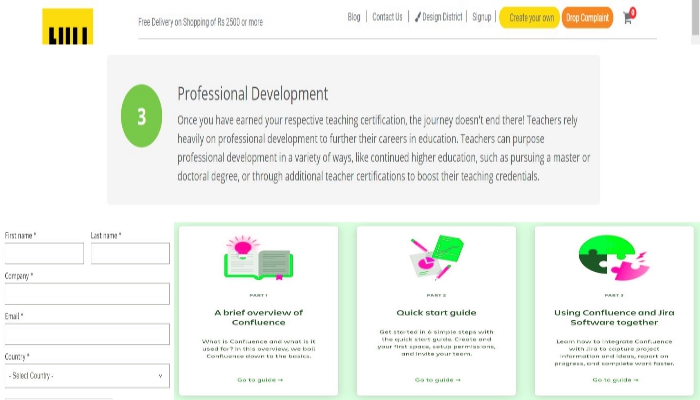 Free Delivery on Shopping of Rs 2500 or more
Blog
Contact Us
Design District
Signup
Create your own
Drop Complaint
0
3
Professional Development
Once you have earned your respective teaching certification, the journey doesn't end there! Teachers rely
heavily on professional development to further their careers in education. Teachers can purpose
professional development in a variety of ways, like continued higher education, such as pursuing a master or
doctoral degree, or through additional teacher certifications to boost their teaching credentials.
First name *
Last name *
Company *
Email *
Country *
- Select Country -
PART 1
A brief overview of
Confluence
What is Confluence and what is it
used for? In this overview, we boil
Confluence down to the basics.
Go to guide →
PART 2
Quick start guide
Get started in 6 simple steps with
the quick start guide. Create and
your first space, setup permissions,
and invite your team.
Go to guide →
PART 3
Using Confluence and Jira
Software together
Learn how to integrate Confluence
with Jira to capture project
information and ideas, report on
progress, and complete work faster.
Go to guide →